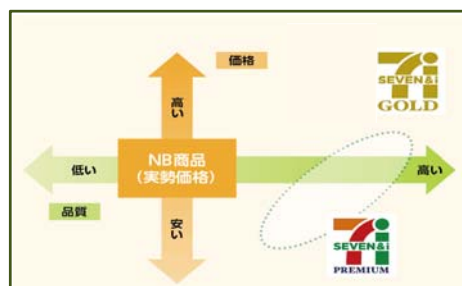 価格
SEVEN&i
GOLD
高い
低い
NB商品
(実勢価格)
高い
品質
安い
SEVEN&i
PREMIUM